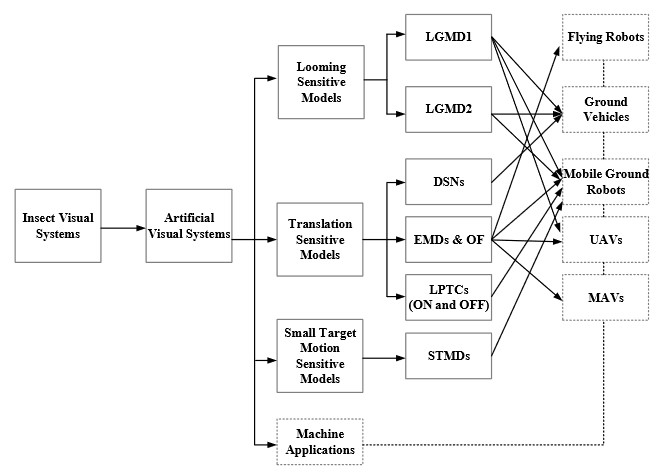 Insect Visual
Systems
Artificial
Visual Systems
Looming
Sensitive
Models
Translation
Sensitive
Models
Small Target
Motion
Sensitive
Models
Machine
Applications
LGMD1
LGMD2
DSNs
EMDs & OF
LPTCs
(ON and OFF)
STMDs
Flying Robots
Ground
Vehicles
Mobile Ground
Robots
UAVs
MAVs